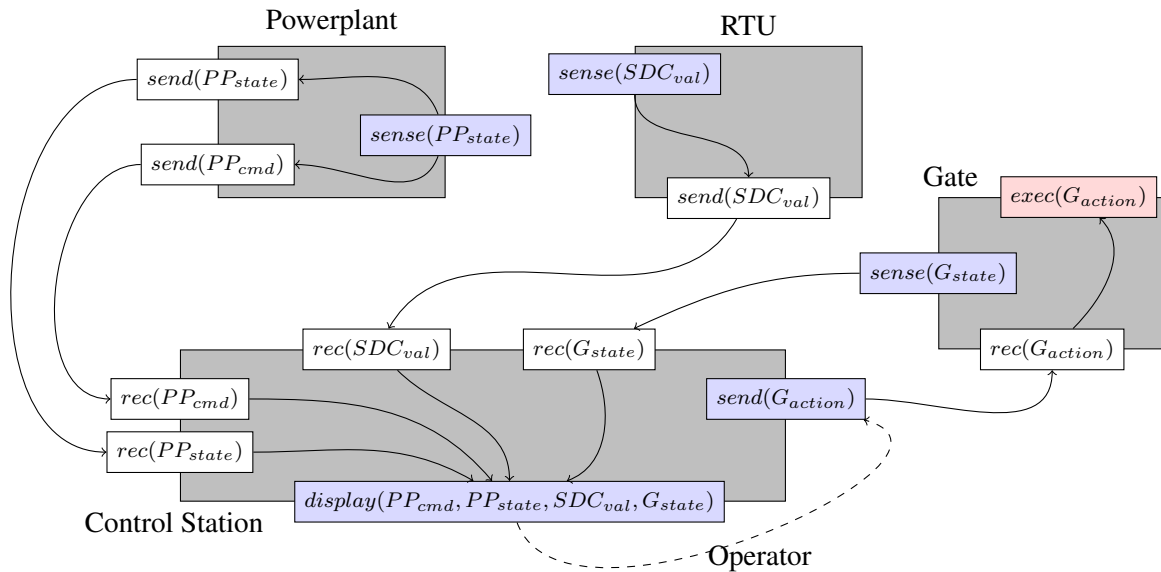 Powerplant
RTU
send(PP_state)
sense(SDC_val)
sense(PP_state)
send(PP_cmd)
send(SDC_val)
Gate
exec(G_action)
sense(G_state)
rec(SDC_val)
rec(G_state)
rec(G_action)
rec(PP_cmd)
send(G_action)
rec(PP_state)
display(PP_cmd, PP_state, SDC_val, G_state)
Control Station
Operator